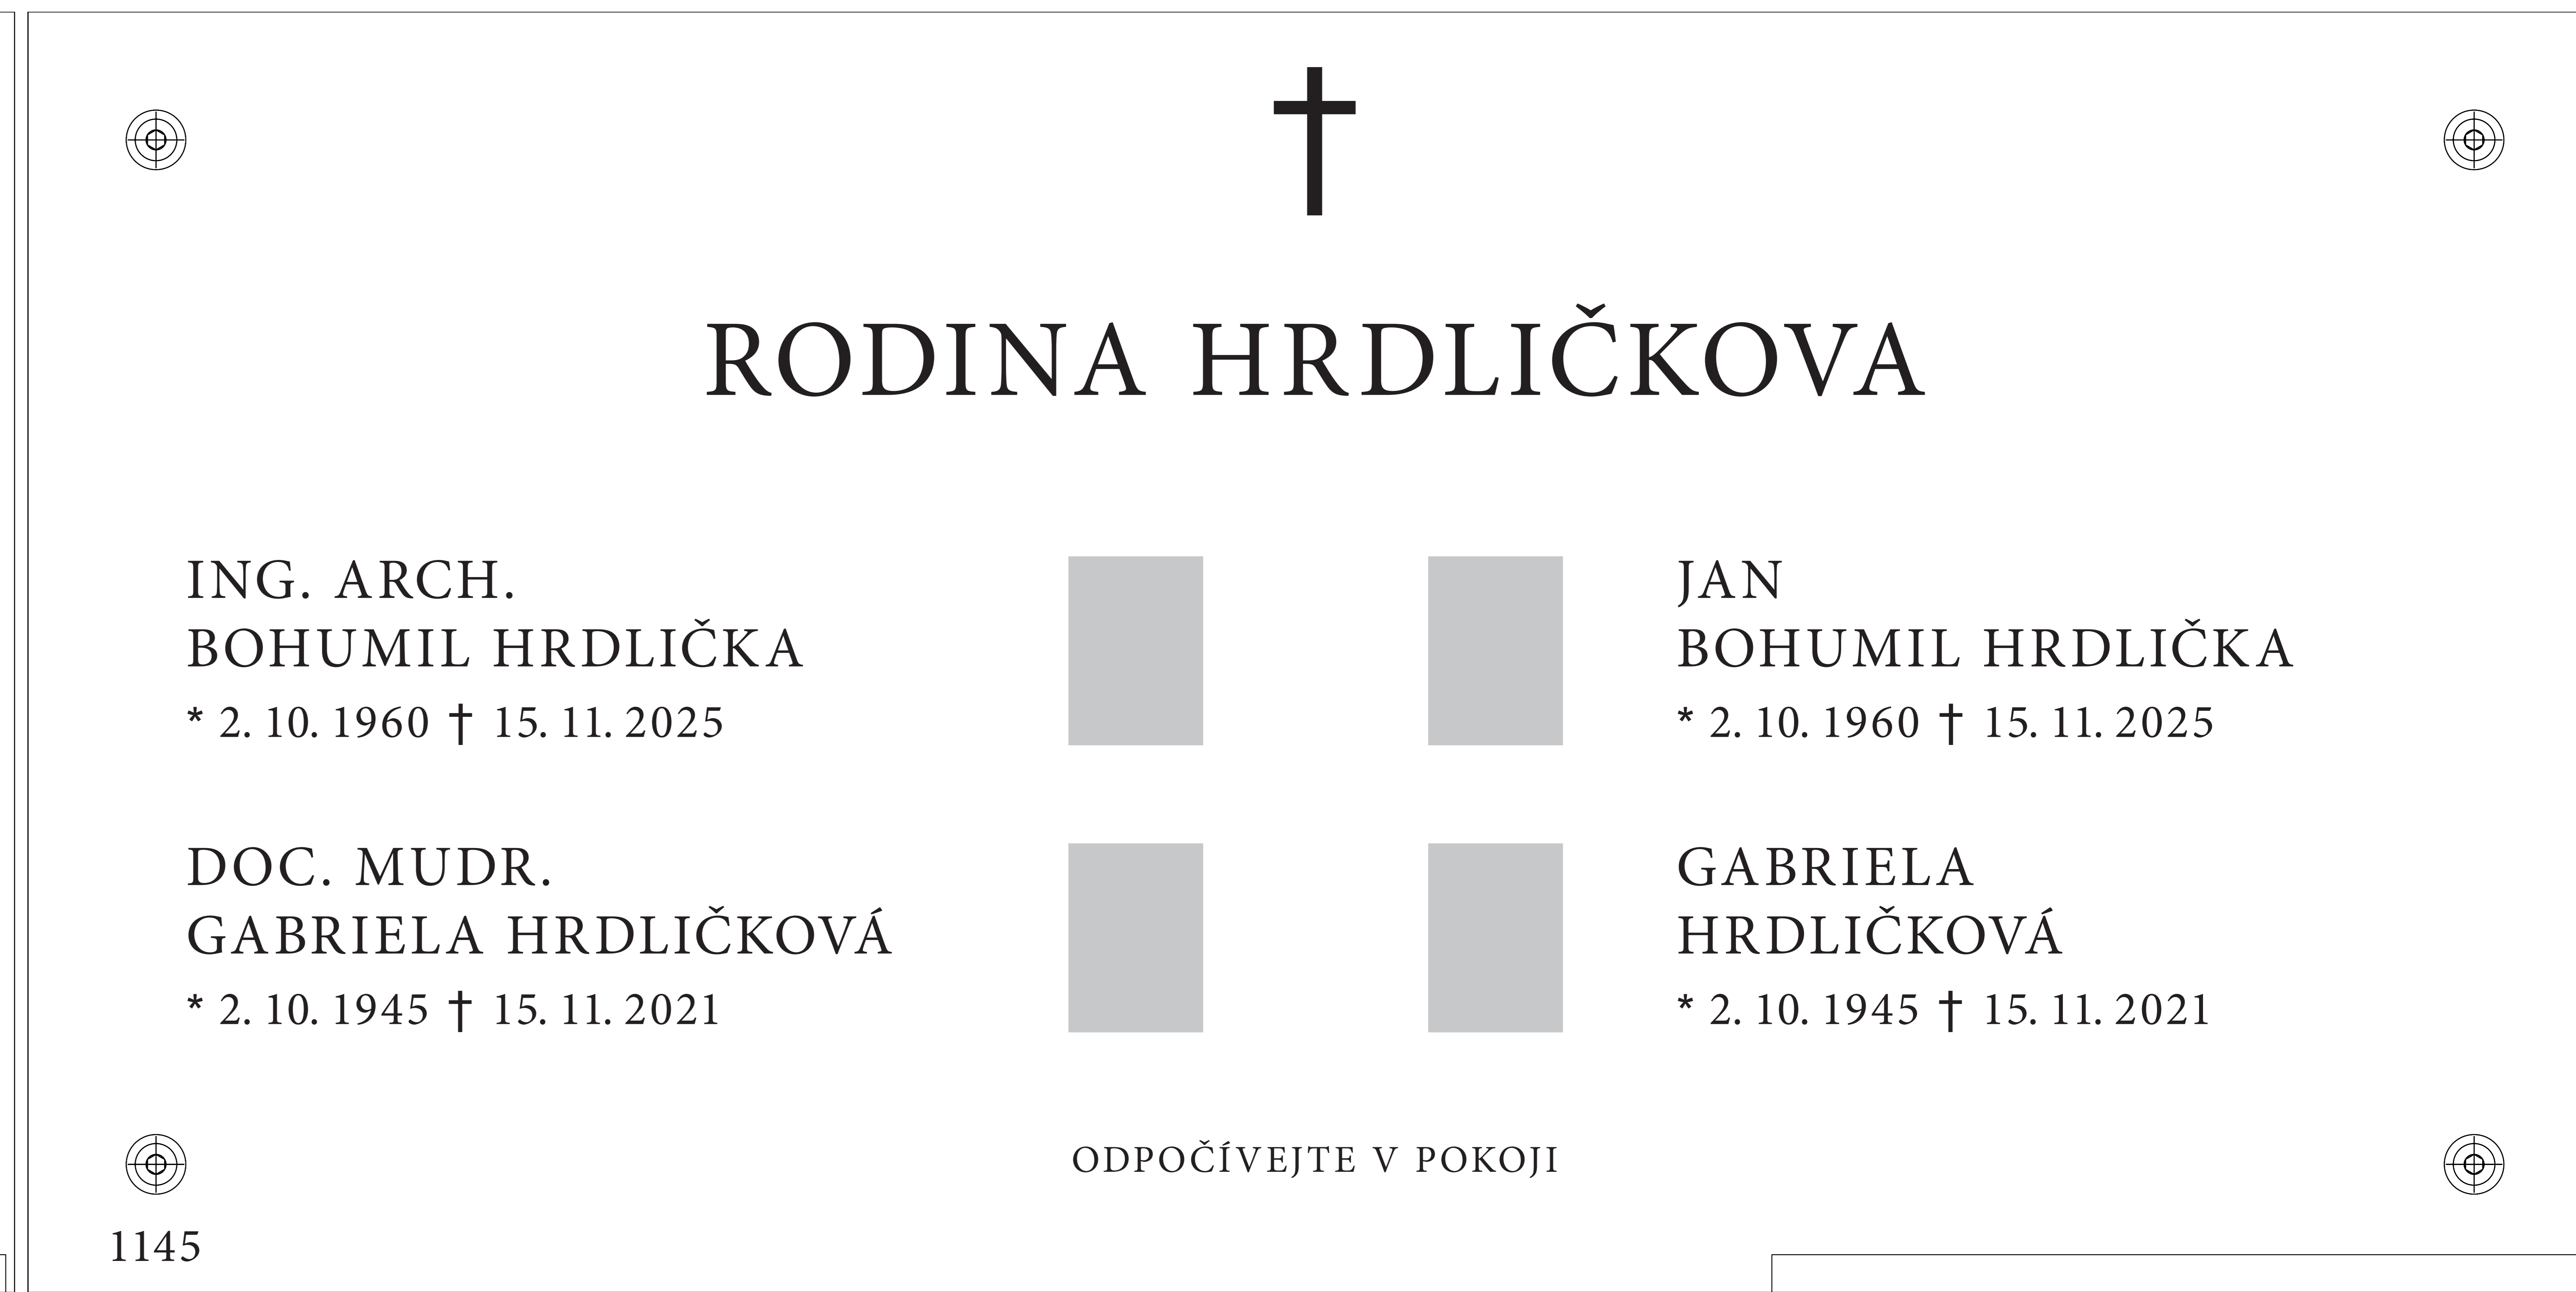 RODINA HRDLIČKOVA
ING. ARCH.
BOHUMIL HRDLIČKA
* 2. 10. 1960 † 15. 11. 2025
DOC. MUDR.
GABRIELA HRDLIČKOVÁ
* 2. 10. 1945 † 15. 11. 2021
JAN
BOHUMIL HRDLIČKA
* 2. 10. 1960 † 15. 11. 2025
GABRIELA
HRDLIČKOVÁ
* 2. 10. 1945 † 15. 11. 2021
ODPOČÍVEJTE V POKOJI
1145